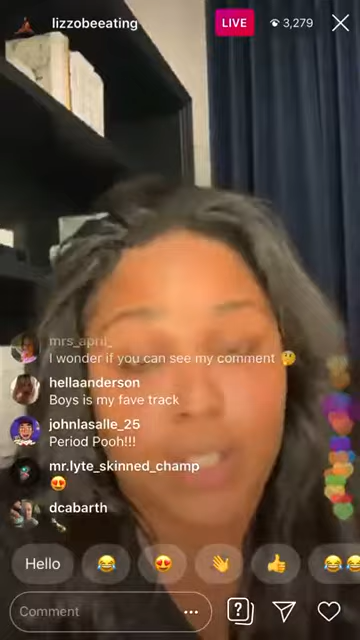 lizzobeeating
LIVE
3,279
mrs_april_
I wonder if you can see my comment 🤔
hellaanderson
Boys is my fave track
johnlasalle_25
Period Pooh!!!
mr.lyte_skinned_champ
😍
dcabarth
Hello 😂 😍 👋 👍 😂😂
Comment